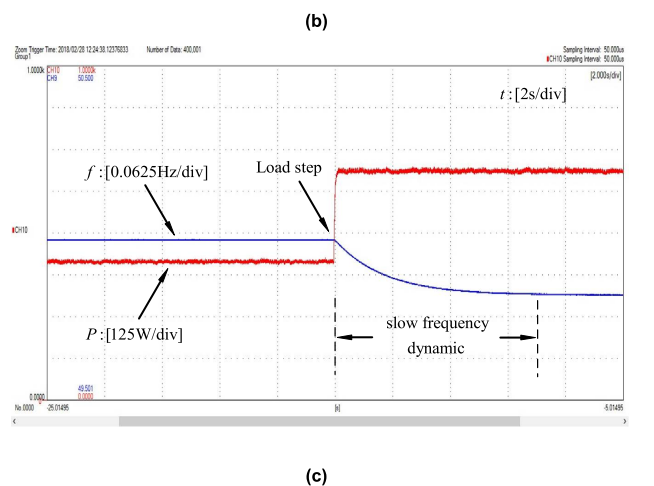 (b)
Zoom Trigger Time: 2018/02/28 12:24:38.12376833 Number of Data: 400,001 Sampling Interval: 50.000us
Group1 CH10 Sampling Interval: 50.000us
1.0000k CH10 1.0000k [2.000s/div]
CH9 50.500
t:[2s/div]
f:[0.0625Hz/div] Load step
CH10
P:[125W/div] slow frequency
dynamic
49.501
0.0000 0.0000
No.0000 -25.01495 [s] -5.01495
(c)